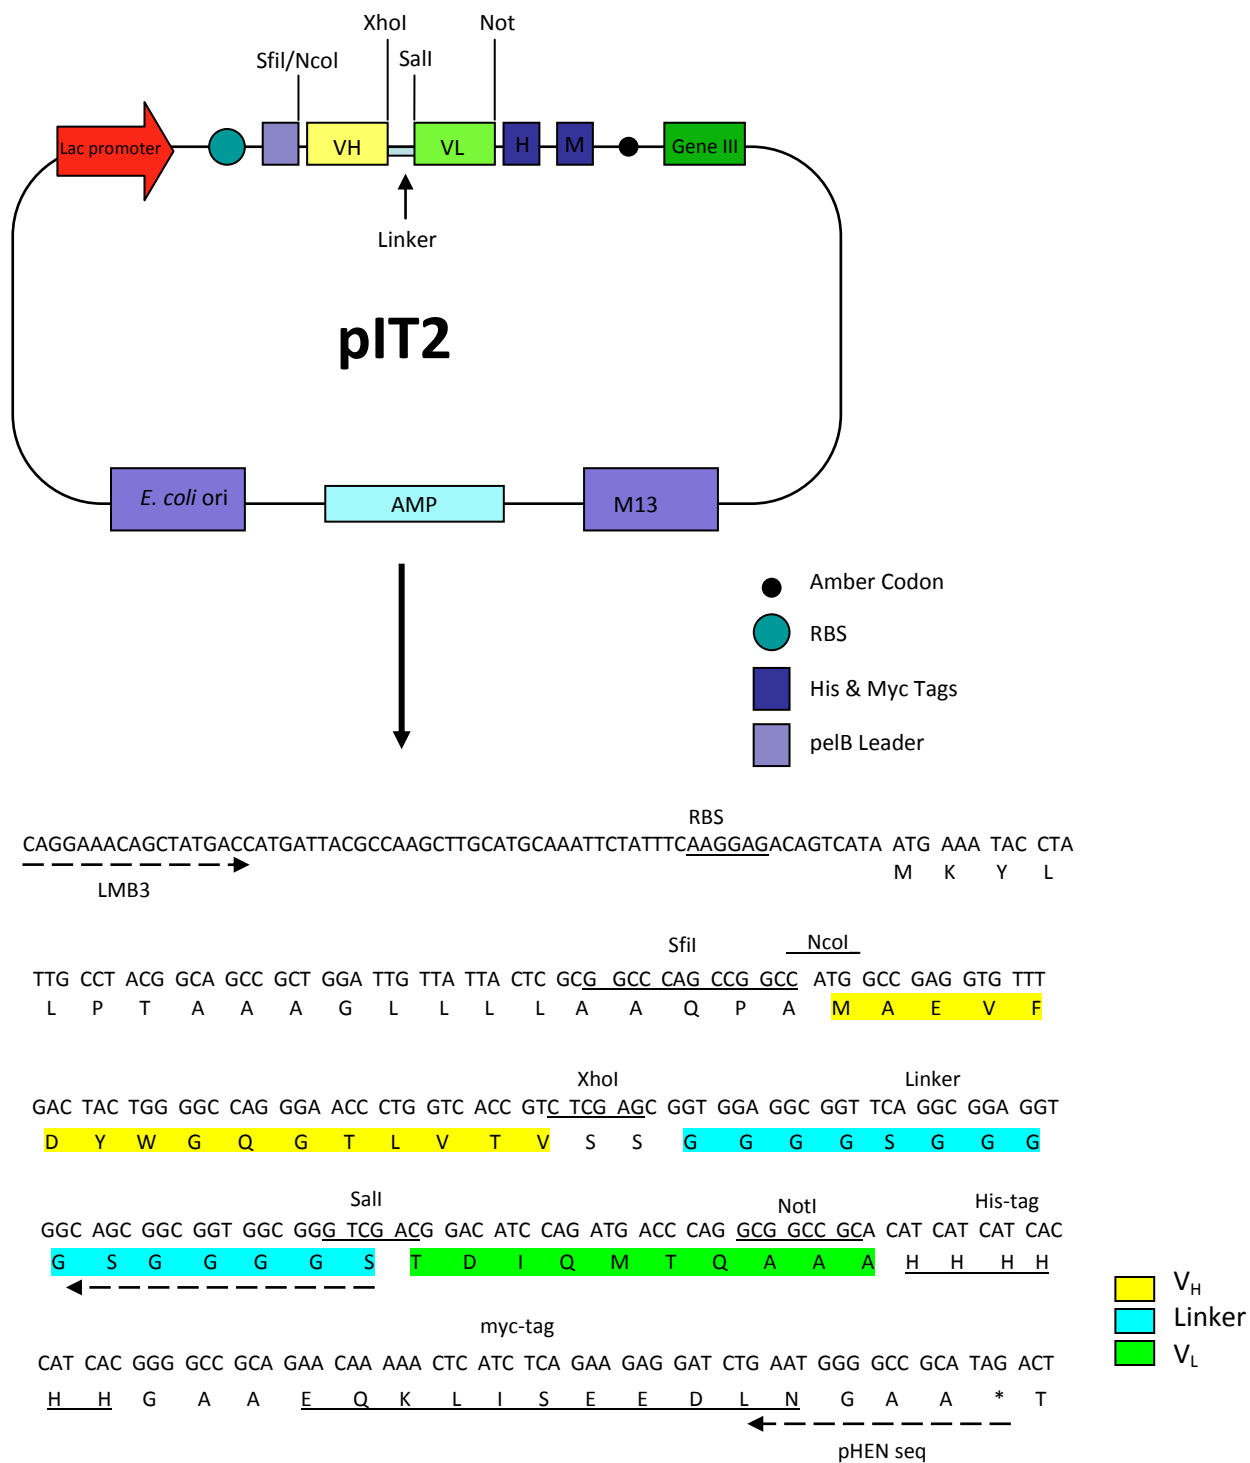 XhoI Not
SfiI/NcoI SalI
Lac promoter VH VL H M Gene III
Linker
pIT2
E. coli ori AMP M13
Amber Codon
RBS
His & Myc Tags
pelB Leader
RBS
CAGGAAACAGCTATGACCATGATTACGCCAAGCTTGCATGCAAATTCTATTTCAAGGAGACAGTCATA ATG AAA TAC CTA
M K Y L
LMB3
SfiI NcoI
TTG CCT ACG GCA GCC GCT GGA TTG TTA TTA CTC GCG GCC CAG CCG GCC ATG GCC GAG GTG TTT
L P T A A A G L L L L A A Q P A M A E V F
XhoI Linker
GAC TAC TGG GGC CAG GGA ACC CTG GTC ACC GTC TCG AGC GGT GGA GGC GGT TCA GGC GGA GGT
D Y W G Q G T L V T V S S G G G G S G G G
SalI NotI His-tag
GGC AGC GGC GGT GGC GGG TCG ACG GAC ATC CAG ATG ACC CAG GCG GCC GCA CAT CAT CAT CAC
G S G G G G S T D I Q M T Q A A A H H H H
myc-tag
CAT CAC GGG GCC GCA GAA CAA AAA CTC ATC TCA GAA GAG GAT CTG AAT GGG GCC GCA TAG ACT
H H G A A E Q K L I S E E D L N G A A * T
pHEN seq
VH
Linker
VL